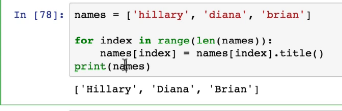 In [78]: names = ['hillary', 'diana', 'brian']
for index in range(len(names)):
    names[index] = names[index].title()
print(names)
['Hillary', 'Diana', 'Brian']